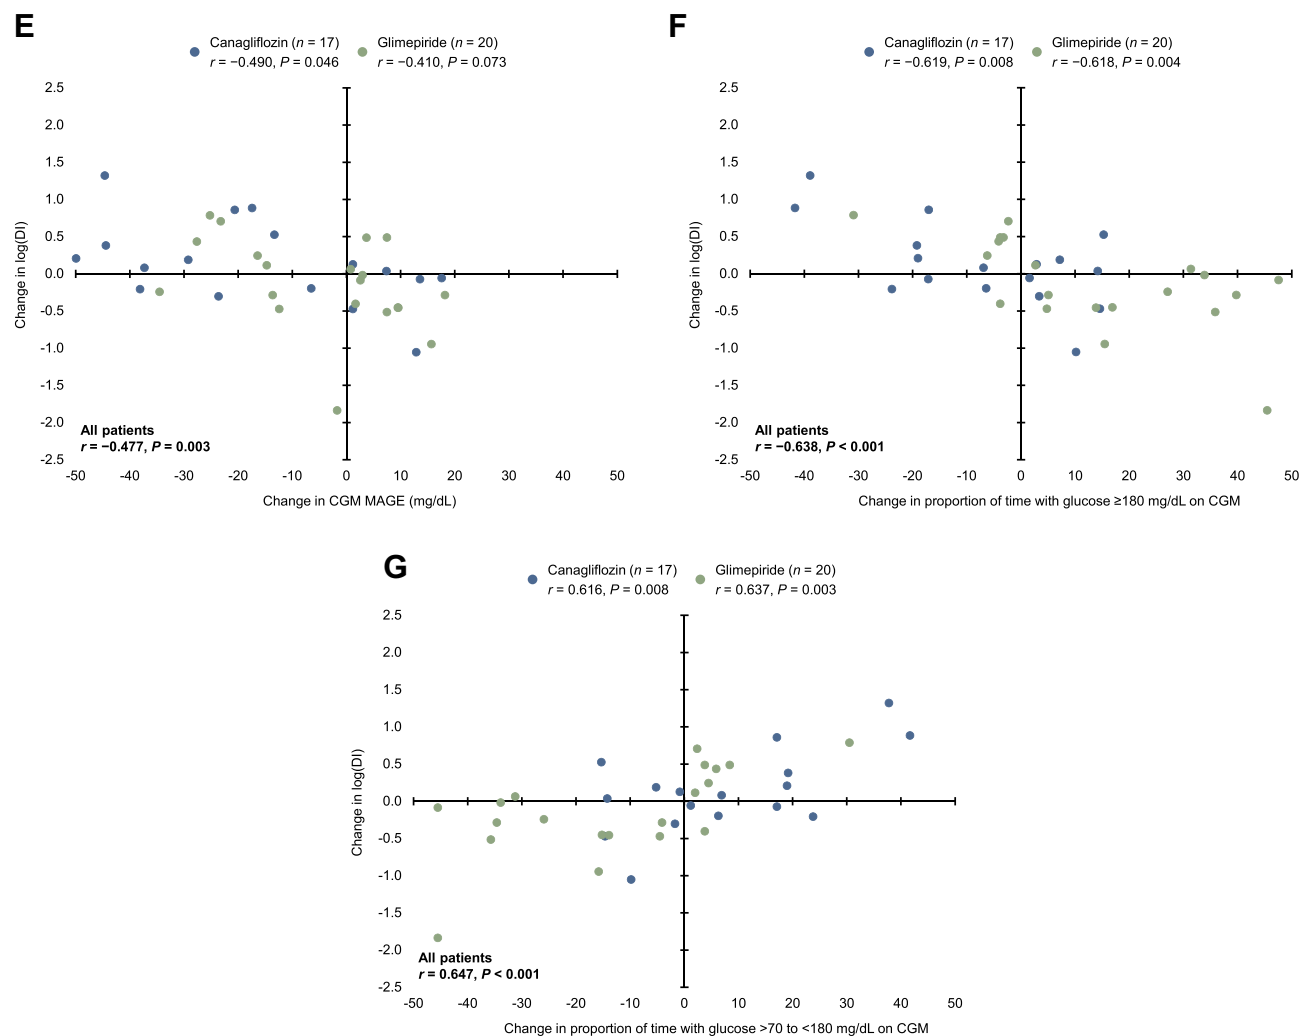 E
Canagliflozin (n = 17)
r = −0.490, P = 0.046
Glimepiride (n = 20)
r = −0.410, P = 0.073
2.5
2.0
1.5
1.0
0.5
0.0
-0.5
-1.0
-1.5
-2.0
-2.5
Change in log(DI)
All patients
r = −0.477, P = 0.003
-50 -40 -30 -20 -10 0 10 20 30 40 50
Change in CGM MAGE (mg/dL)
F
Canagliflozin (n = 17)
r = −0.619, P = 0.008
Glimepiride (n = 20)
r = −0.618, P = 0.004
2.5
2.0
1.5
1.0
0.5
0.0
-0.5
-1.0
-1.5
-2.0
-2.5
Change in log(DI)
All patients
r = −0.638, P < 0.001
-50 -40 -30 -20 -10 0 10 20 30 40 50
Change in proportion of time with glucose ≥180 mg/dL on CGM
G
Canagliflozin (n = 17)
r = 0.616, P = 0.008
Glimepiride (n = 20)
r = 0.637, P = 0.003
2.5
2.0
1.5
1.0
0.5
0.0
-0.5
-1.0
-1.5
-2.0
-2.5
Change in log(DI)
All patients
r = 0.647, P < 0.001
-50 -40 -30 -20 -10 0 10 20 30 40 50
Change in proportion of time with glucose >70 to <180 mg/dL on CGM